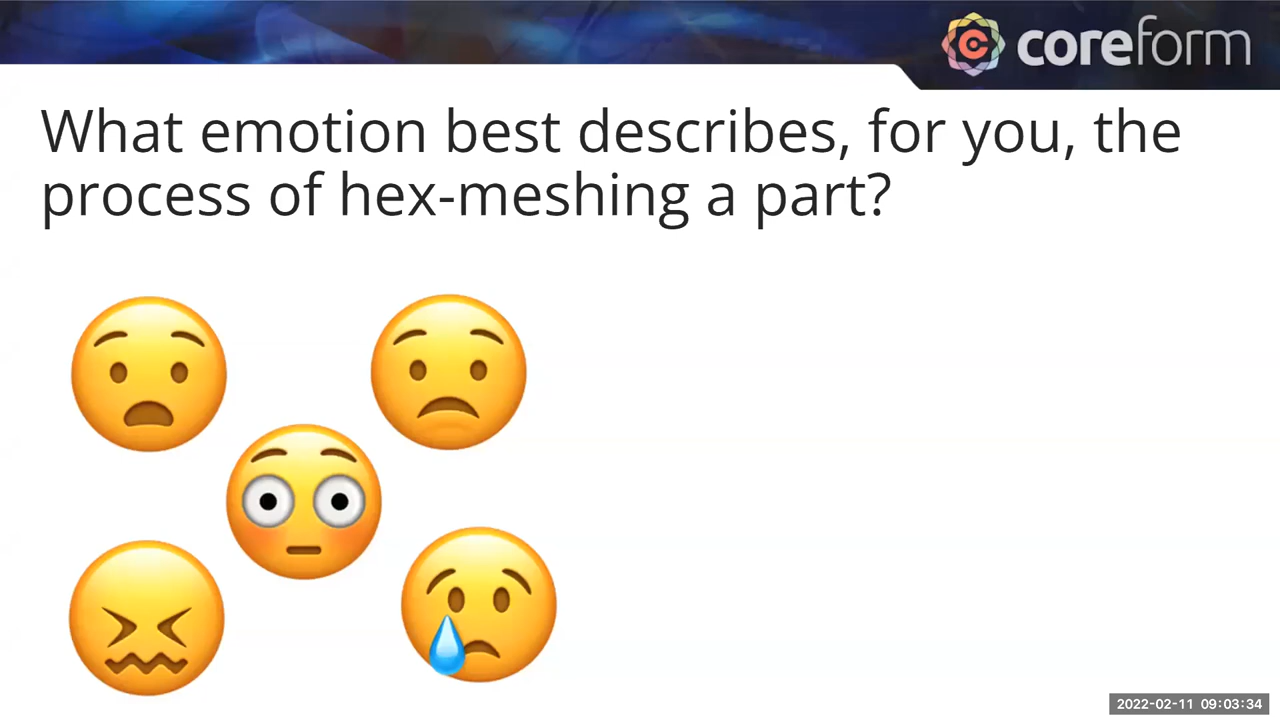 coreform
What emotion best describes, for you, the
process of hex-meshing a part?
2022-02-11 09:03:34